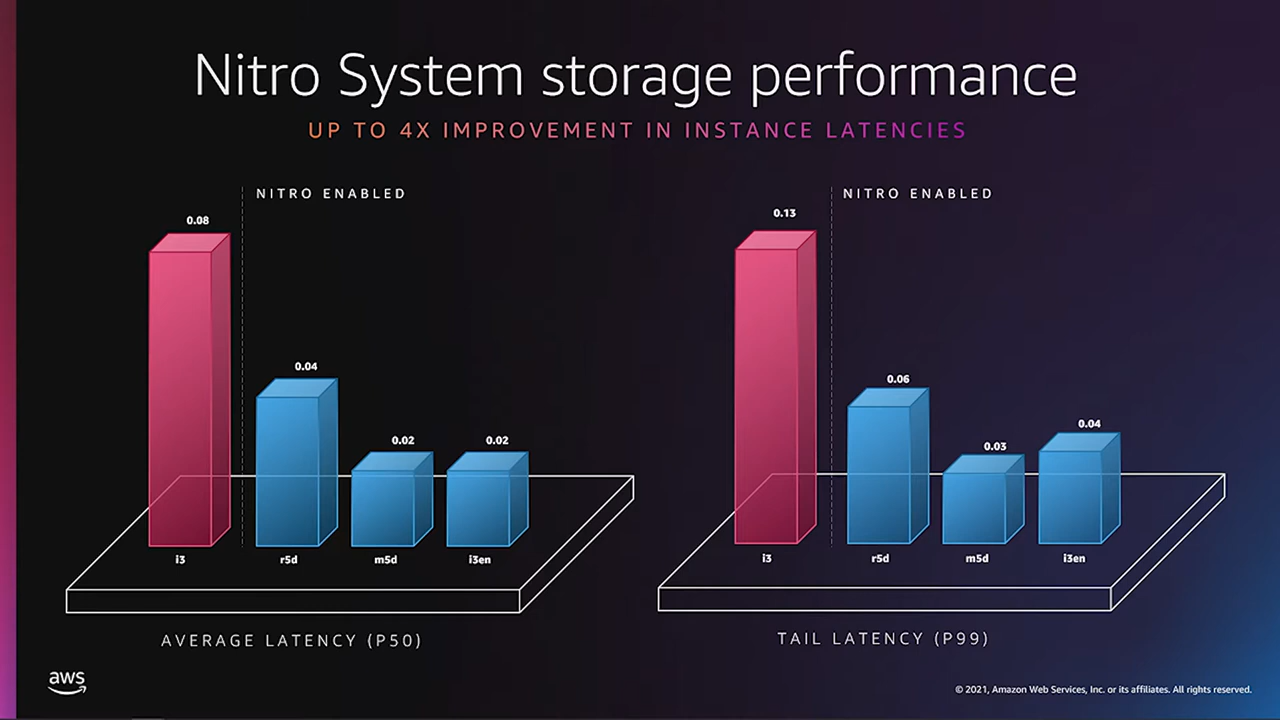 Nitro System storage performance
UP TO 4X IMPROVEMENT IN INSTANCE LATENCIES
NITRO ENABLED
0.08
0.04
0.02
0.02
i3
r5d
m5d
i3en
AVERAGE LATENCY (P50)
NITRO ENABLED
0.13
0.06
0.03
0.04
i3
r5d
m5d
i3en
TAIL LATENCY (P99)
aws
© 2021, Amazon Web Services, Inc. or its affiliates. All rights reserved.